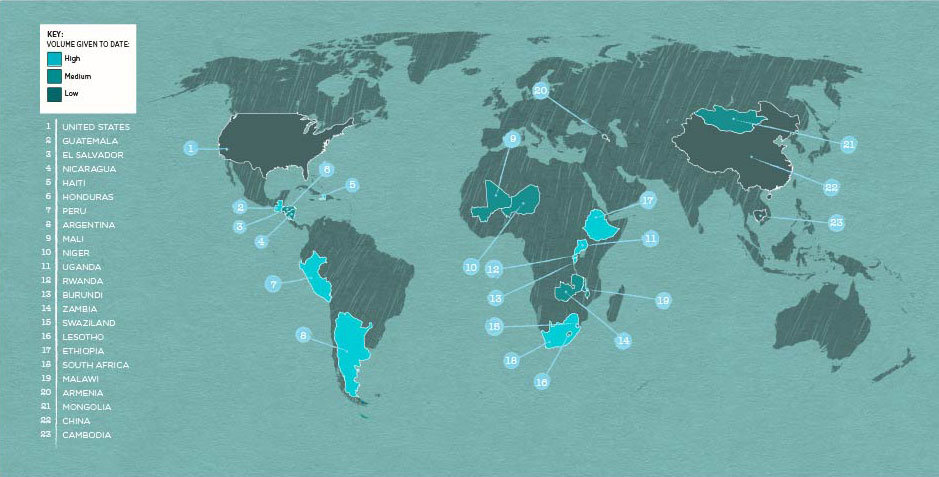 KEY:
VOLUME GIVEN TO DATE:
High
Medium
Low
1 UNITED STATES
2 GUATEMALA
3 EL SALVADOR
4 NICARAGUA
5 HAITI
6 HONDURAS
7 PERU
8 ARGENTINA
9 MALI
10 NIGER
11 UGANDA
12 RWANDA
13 BURUNDI
14 ZAMBIA
15 SWAZILAND
16 LESOTHO
17 ETHIOPIA
18 SOUTH AFRICA
19 MALAWI
20 ARMENIA
21 MONGOLIA
22 CHINA
23 CAMBODIA
20
9
21
1
6
5
22
2
17
3
23
4
11
10
12
7
13
19
15
8
14
18
16